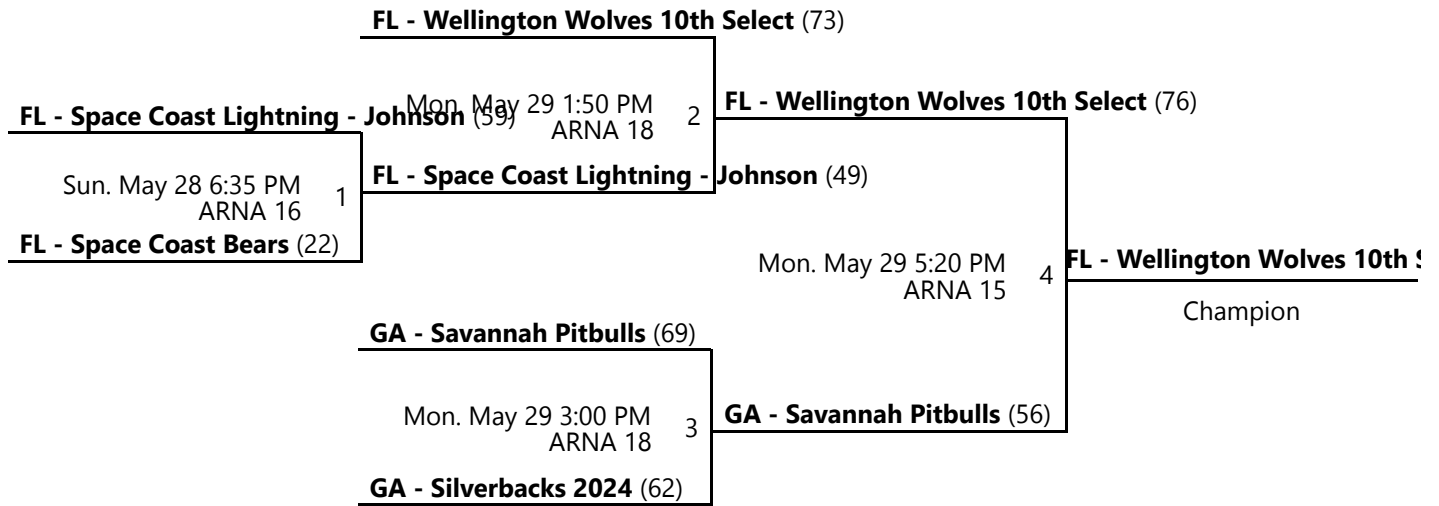 FL - Wellington Wolves 10th Select (73)
Mon. May 29 1:50 PM
ARNA 18
2
FL - Space Coast Lightning - Johnson (59)
FL - Wellington Wolves 10th Select (76)
Sun. May 28 6:35 PM
ARNA 16
1
FL - Space Coast Lightning - Johnson (49)
FL - Space Coast Bears (22)
Mon. May 29 5:20 PM
ARNA 15
4
FL - Wellington Wolves 10th S
Champion
GA - Savannah Pitbulls (69)
Mon. May 29 3:00 PM
ARNA 18
3
GA - Savannah Pitbulls (56)
GA - Silverbacks 2024 (62)